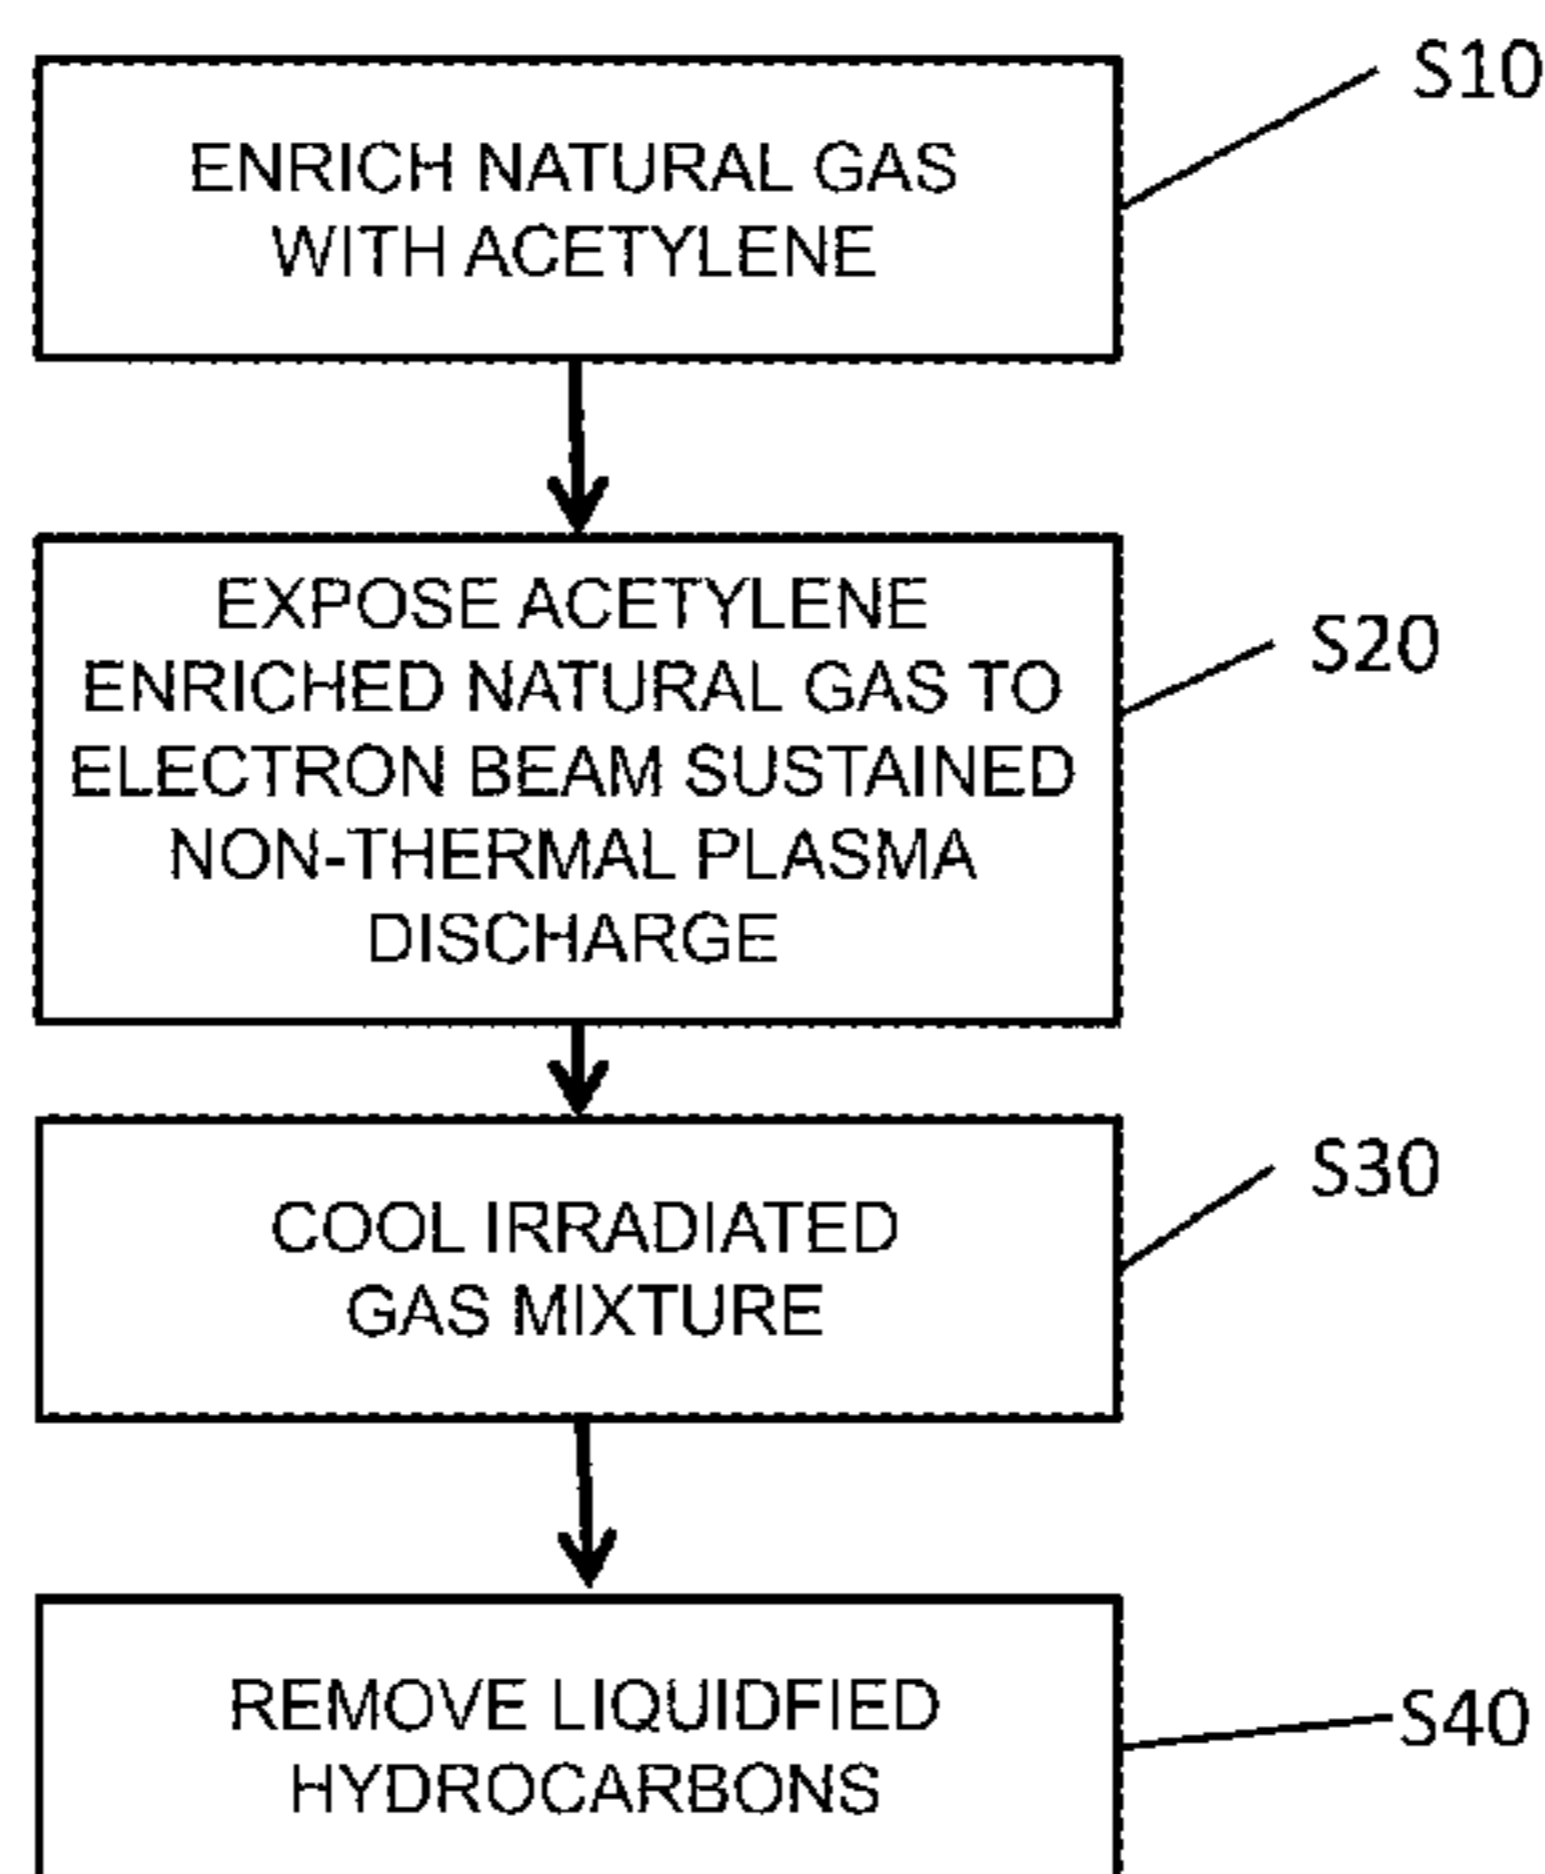 S10
ENRICH NATURAL GAS
WITH ACETYLENE
EXPOSE ACETYLENE
ENRICHED NATURAL GAS TO
ELECTRON BEAM SUSTAINED
NON-THERMAL PLASMA
DISCHARGE
S20
COOL IRRADIATED
GAS MIXTURE
S30
REMOVE LIQUIDFIED
HYDROCARBONS
S40